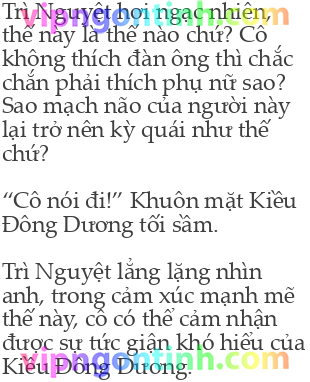 Trì Nguyệt hơi ngạc nhiên,
thế này là thế nào chứ? Cô
không thích đàn ông thì chắc
chắn phải thích phụ nữ sao?
Sao mạch não của người này
lại trở nên kỳ quái như thế
chứ?
“Cô nói đi!” Khuôn mặt Kiều
Đông Dương tối sầm.
Trì Nguyệt lẳng lặng nhìn
anh, trong cảm xúc mạnh mẽ
thế này, cô có thể cảm nhận
được sự tức giận khó hiểu của
Kiều Đông Dương.
vipngontinh.com
vipngontinh.com